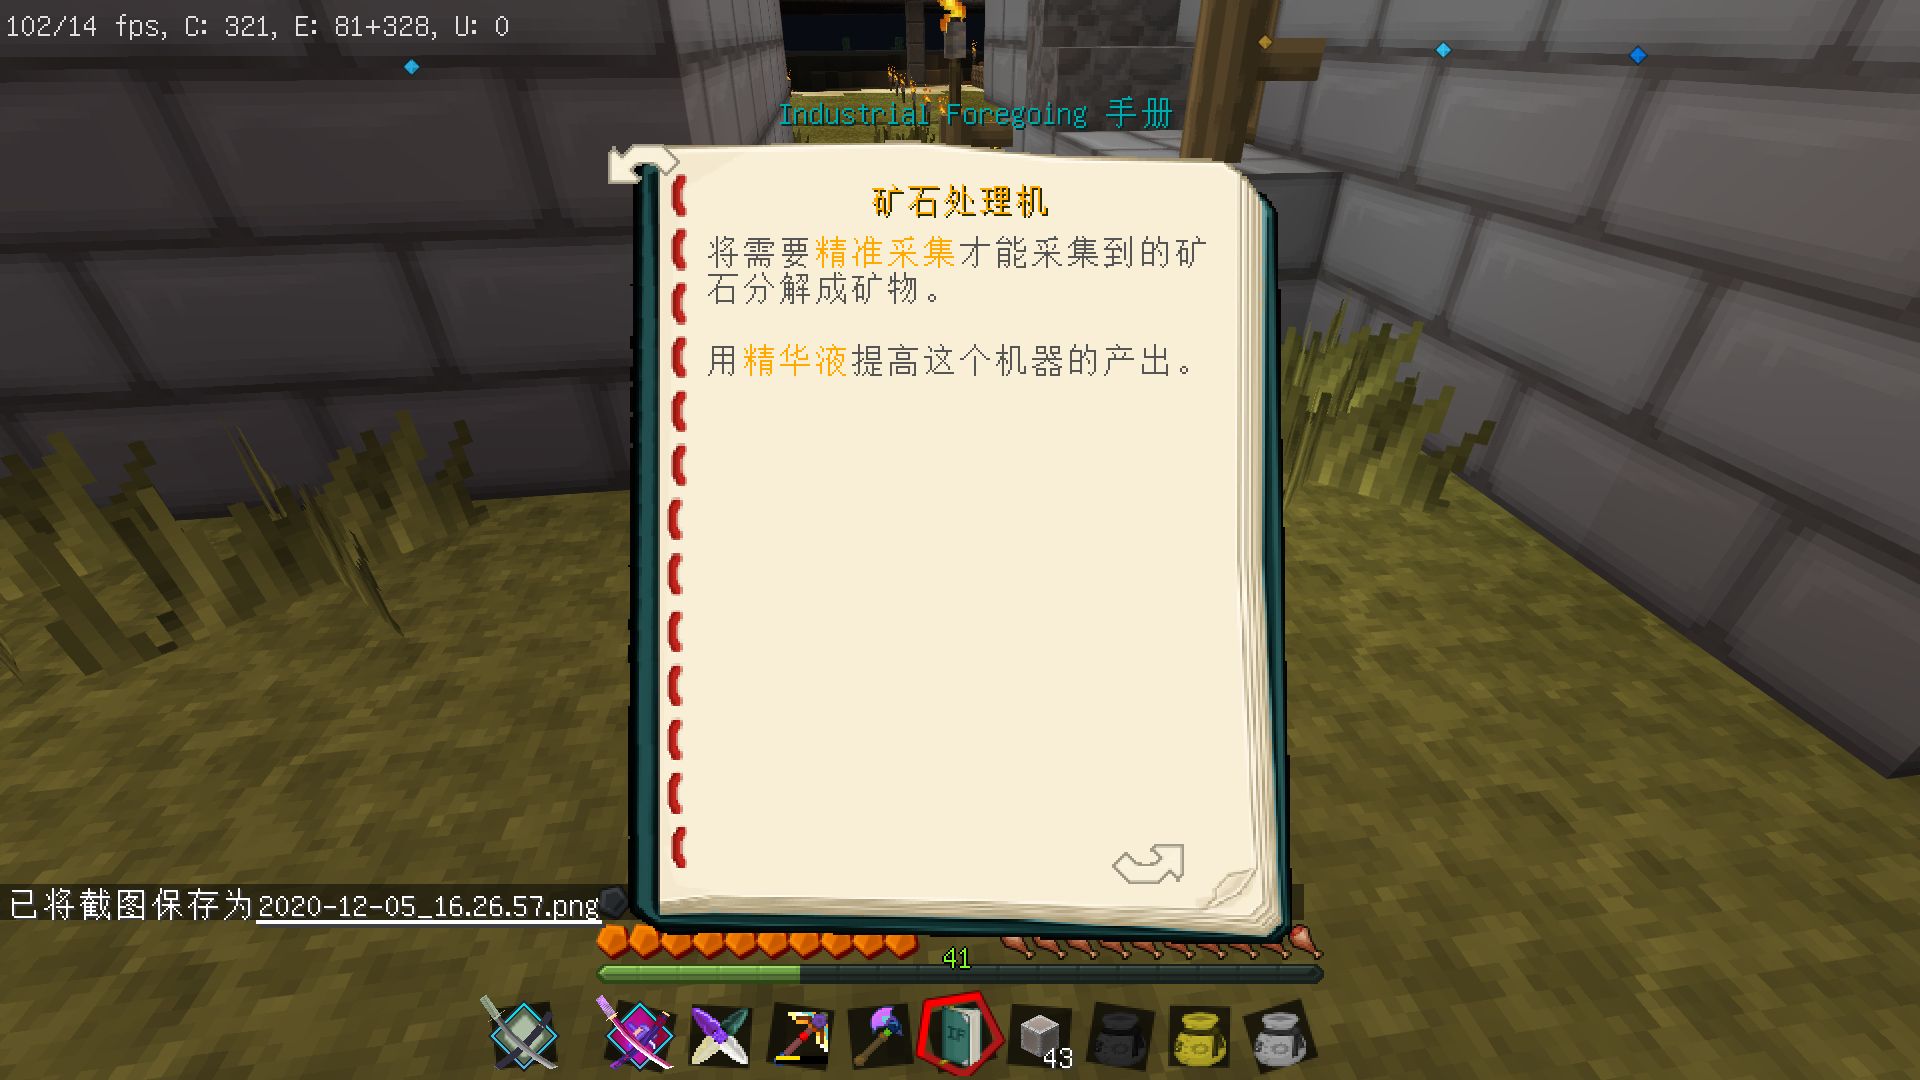 102/14 fps, C: 321, E: 81+328, U: 0
Industrial Foregoing 手册
矿石处理机
将需要精准采集才能采集到的矿
石分解成矿物。
用精华液提高这个机器的产出。
已将截图保存为2020-12-05_16.26.57.png
41
IF
43